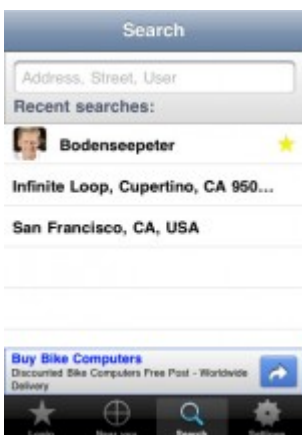 Search
Address, Street, User
Recent searches:
Bodenseepeter
Infinite Loop, Cupertino, CA 950...
San Francisco, CA, USA
Buy Bike Computers
Discounted Bike Computers Free Post - Worldwide
Delivery
Search
Settings